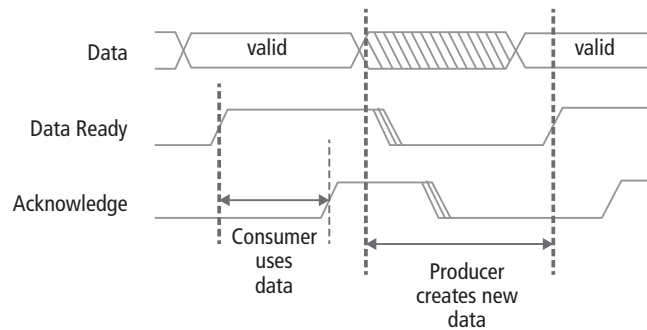 Data
valid
valid
Data Ready
Acknowledge
Consumer
uses
data
Producer
creates new
data